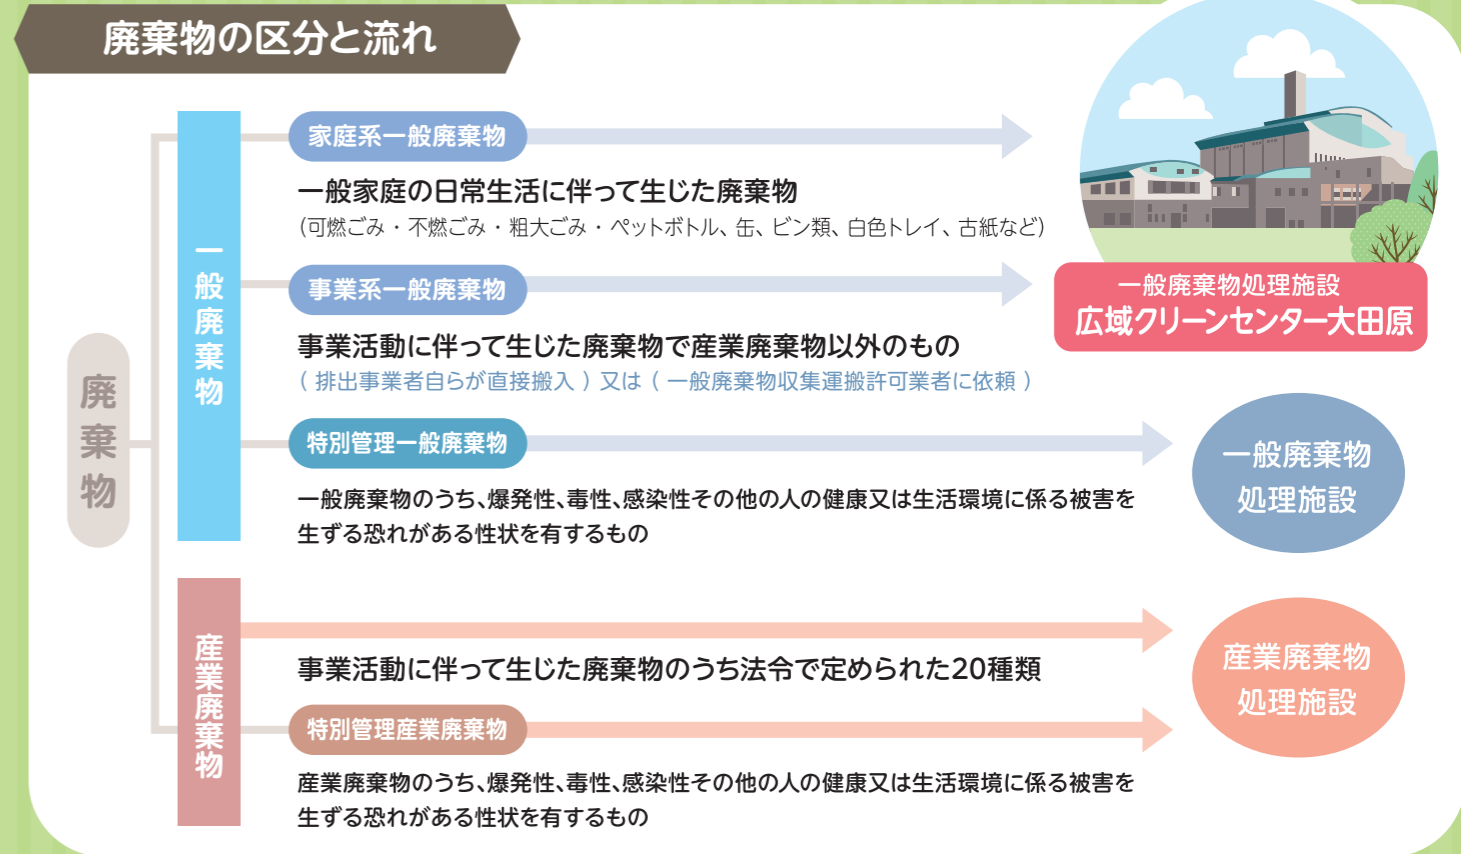 廃棄物の区分と流れ
廃棄物
一般廃棄物
家庭系一般廃棄物
一般家庭の日常生活に伴って生じた廃棄物
(可燃ごみ・不燃ごみ・粗大ごみ・ペットボトル、缶、ビン類、白色トレイ、古紙など)
事業系一般廃棄物
事業活動に伴って生じた廃棄物で産業廃棄物以外のもの
( 排出事業者自らが直接搬入 ) 又は ( 一般廃棄物収集運搬許可業者に依頼 )
一般廃棄物処理施設
広域クリーンセンター大田原
特別管理一般廃棄物
一般廃棄物のうち、爆発性、毒性、感染性その他の人の健康又は生活環境に係る被害を
生ずる恐れがある性状を有するもの
一般廃棄物
処理施設
産業廃棄物
事業活動に伴って生じた廃棄物のうち法令で定められた20種類
特別管理産業廃棄物
産業廃棄物のうち、爆発性、毒性、感染性その他の人の健康又は生活環境に係る被害を
生ずる恐れがある性状を有するもの
産業廃棄物
処理施設